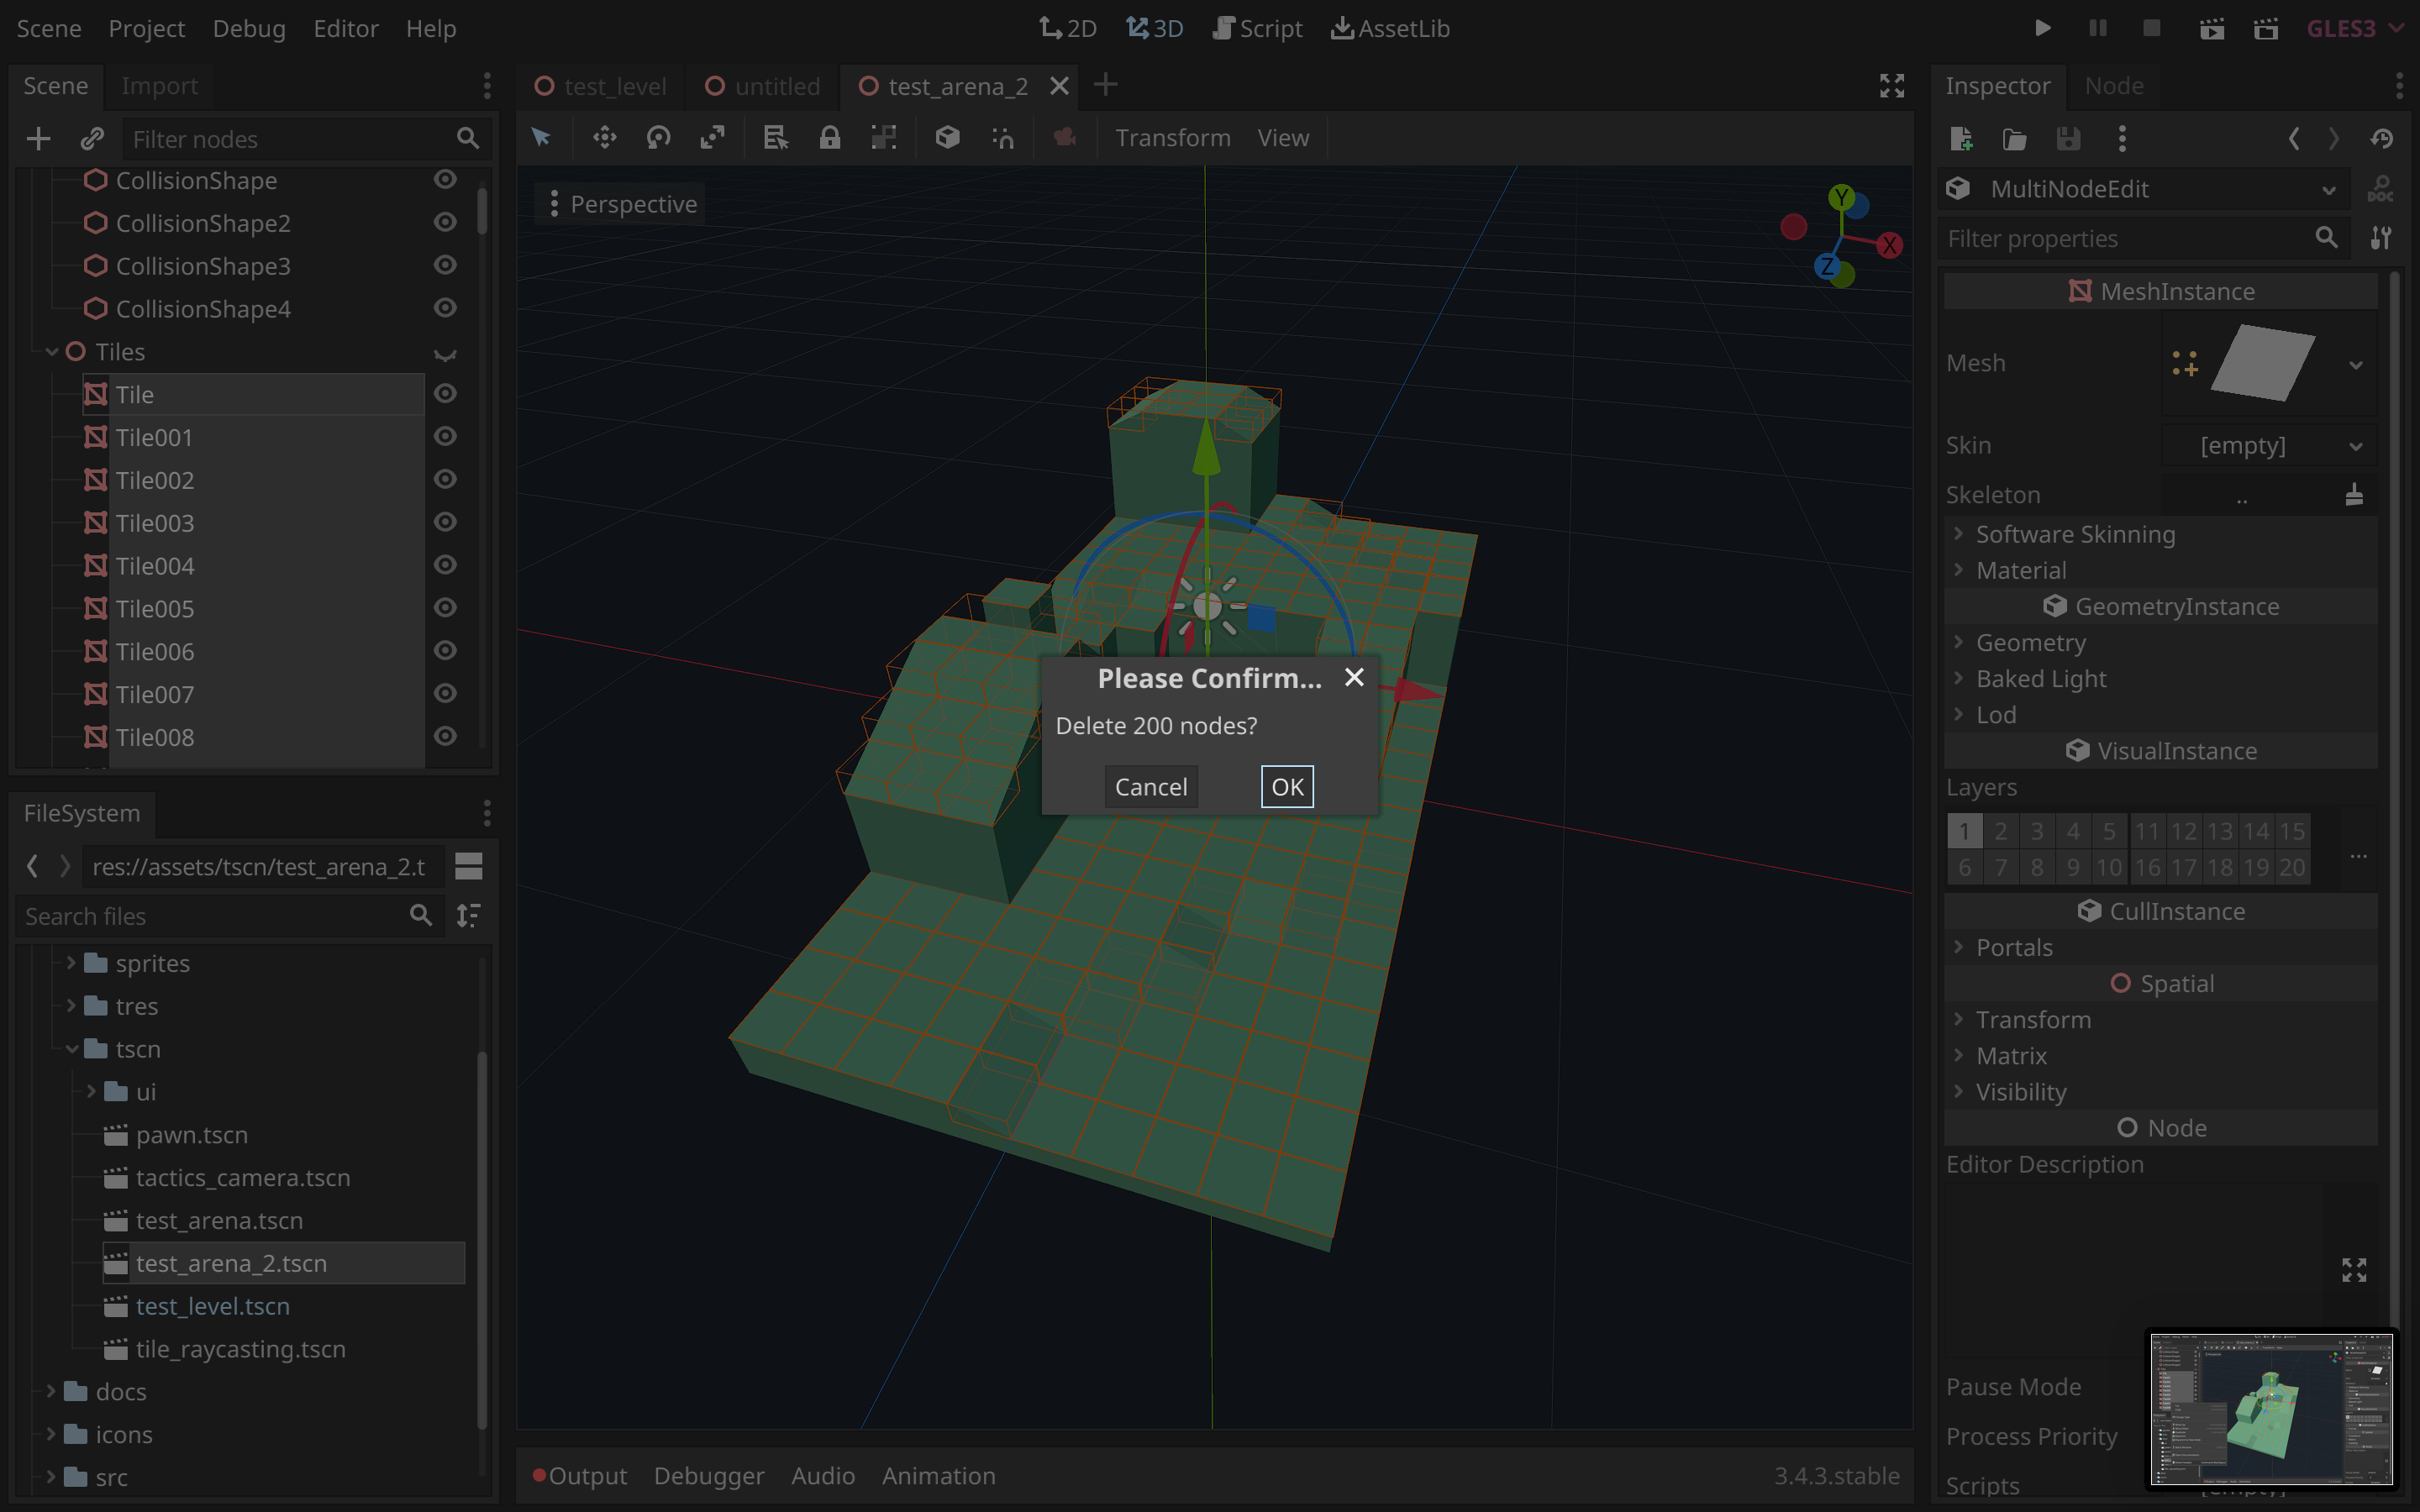 Scene Project Debug Editor Help
2D 3D Script AssetLib
GLES3
Scene Import
Filter nodes
CollisionShape
CollisionShape2
CollisionShape3
CollisionShape4
Tiles
Tile
Tile001
Tile002
Tile003
Tile004
Tile005
Tile006
Tile007
Tile008
FileSystem
res://assets/tscn/test_arena_2.t
Search files
sprites
tres
tscn
ui
pawn.tscn
tactics_camera.tscn
test_arena.tscn
test_arena_2.tscn
test_level.tscn
tile_raycasting.tscn
docs
icons
src
test_level untitled test_arena_2
Transform View
Perspective
Y
X
Z
Please Confirm...
Delete 200 nodes?
Cancel OK
Output Debugger Audio Animation 3.4.3.stable
Inspector Node
MultiNodeEdit
DOC
Filter properties
MeshInstance
Mesh
Skin [empty]
Skeleton ..
Software Skinning
Material
GeometryInstance
Geometry
Baked Light
Lod
VisualInstance
Layers
1 2 3 4 5 11 12 13 14 15
6 7 8 9 10 16 17 18 19 20
...
CullInstance
Portals
Spatial
Transform
Matrix
Visibility
Node
Editor Description
Pause Mode
Process Priority
Scripts